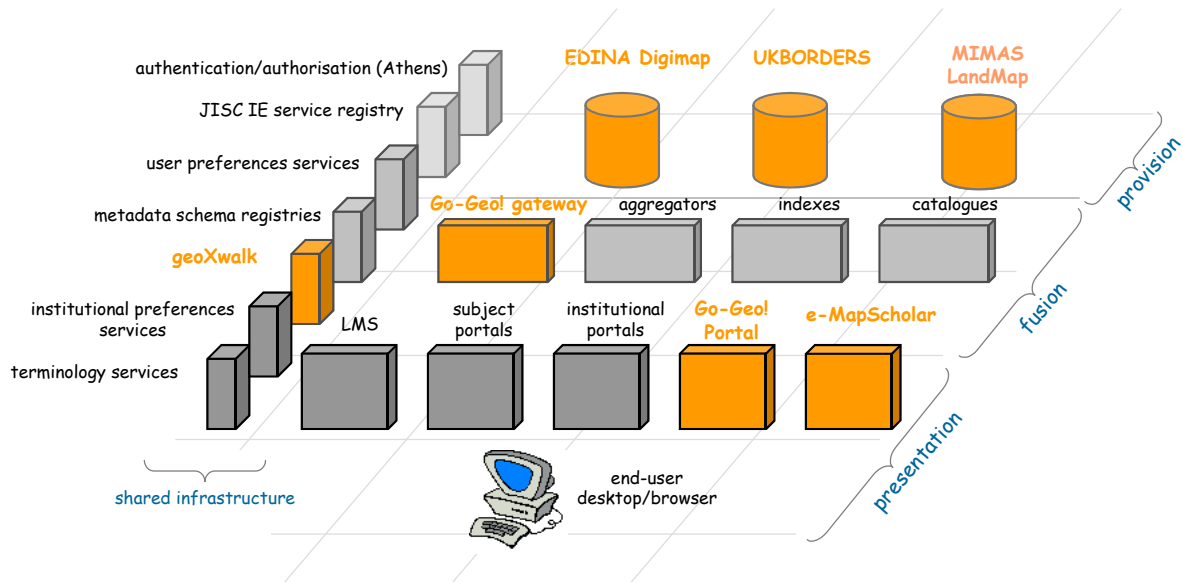 EDINA Digimap
UKBORDERS
MIMAS
LandMap
authentication/authorisation (Athens)
JISC IE service registry
user preferences services
provision
metadata schema registries
Go-Geo! gateway
aggregators
indexes
catalogues
geoXwalk
fusion
institutional preferences
services
LMS
subject
portals
institutional
portals
Go-Geo!
Portal
e-MapScholar
terminology services
presentation
shared infrastructure
end-user
desktop/browser